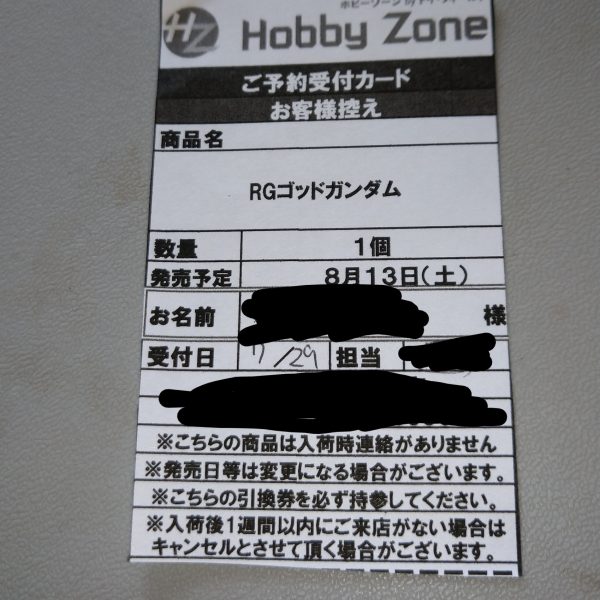 HZ
Hobby Zone
ご予約受付カード
お客様控え
商品名
RGゴッドガンダム
数量 1個
発売予定 8月13日(土)
お名前 様
受付日 7/29 担当
※こちらの商品は入荷時連絡がありません
※発売日等は変更になる場合がございます。
※こちらの引換券を必ず持参してください。
※入荷後1週間以内にご来店がない場合は
キャンセルとさせて頂く場合がございます。